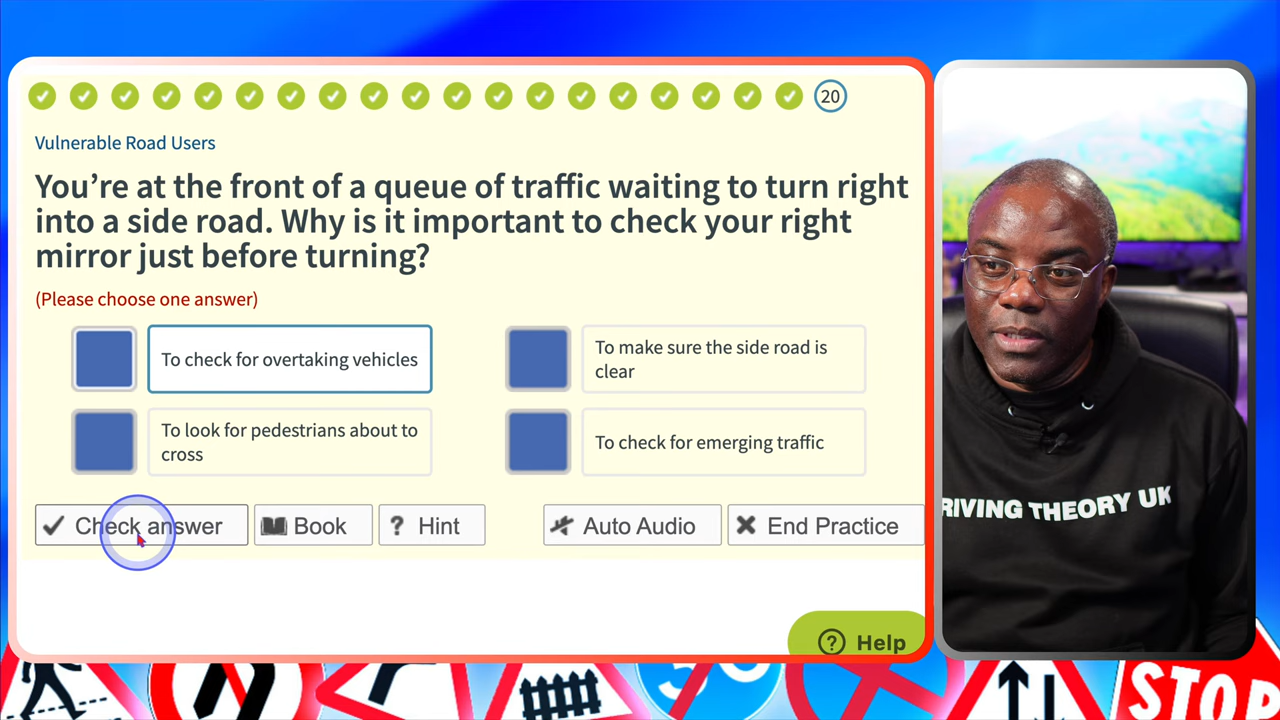 20
Vulnerable Road Users
You’re at the front of a queue of traffic waiting to turn right
into a side road. Why is it important to check your right
mirror just before turning?
(Please choose one answer)
To check for overtaking vehicles
To make sure the side road is
clear
To look for pedestrians about to
cross
To check for emerging traffic
Check answer
Book
? Hint
Auto Audio
End Practice
? Help
RIVING THEORY UK
STOP